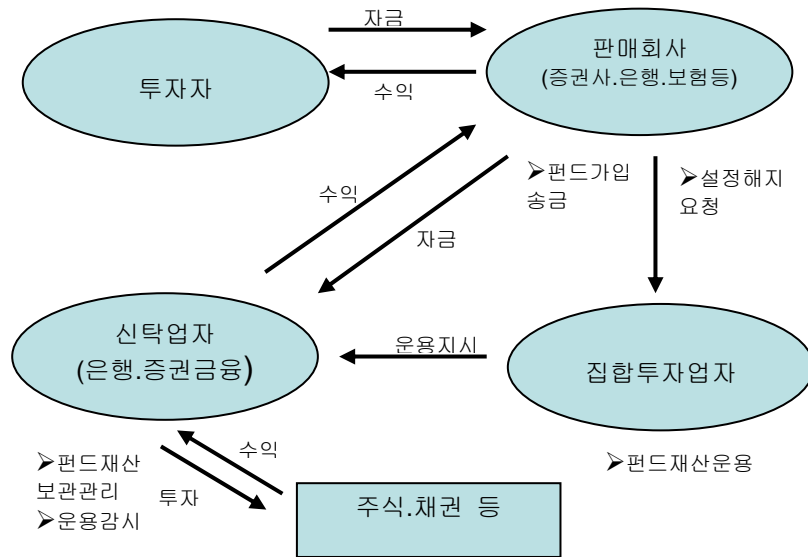 자금
투자자
판매회사
(증권사.은행.보험등)
수익
수익
자금
➢펀드가입
송금
➢설정해지
요청
신탁업자
(은행.증권금융)
운용지시
집합투자업자
➢펀드재산
보관관리
➢운용감시
수익
투자
➢펀드재산운용
주식.채권 등